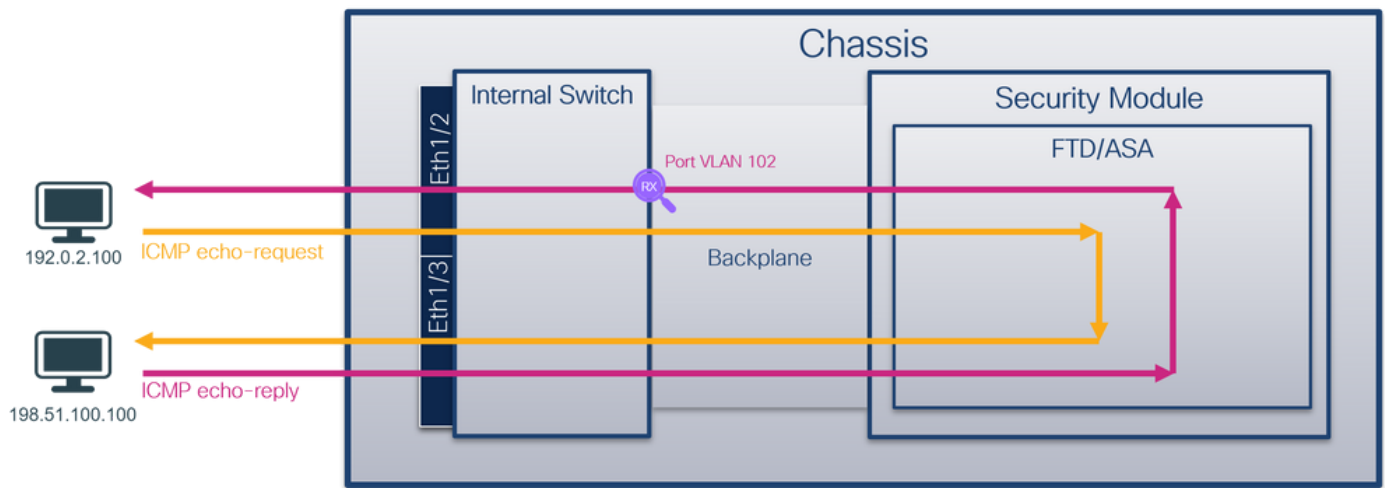 Chassis
Internal Switch
Security Module
FTD/ASA
Eth1/2
Port VLAN 102
RX
192.0.2.100
ICMP echo-request
Backplane
Eth1/3
ICMP echo-reply
198.51.100.100